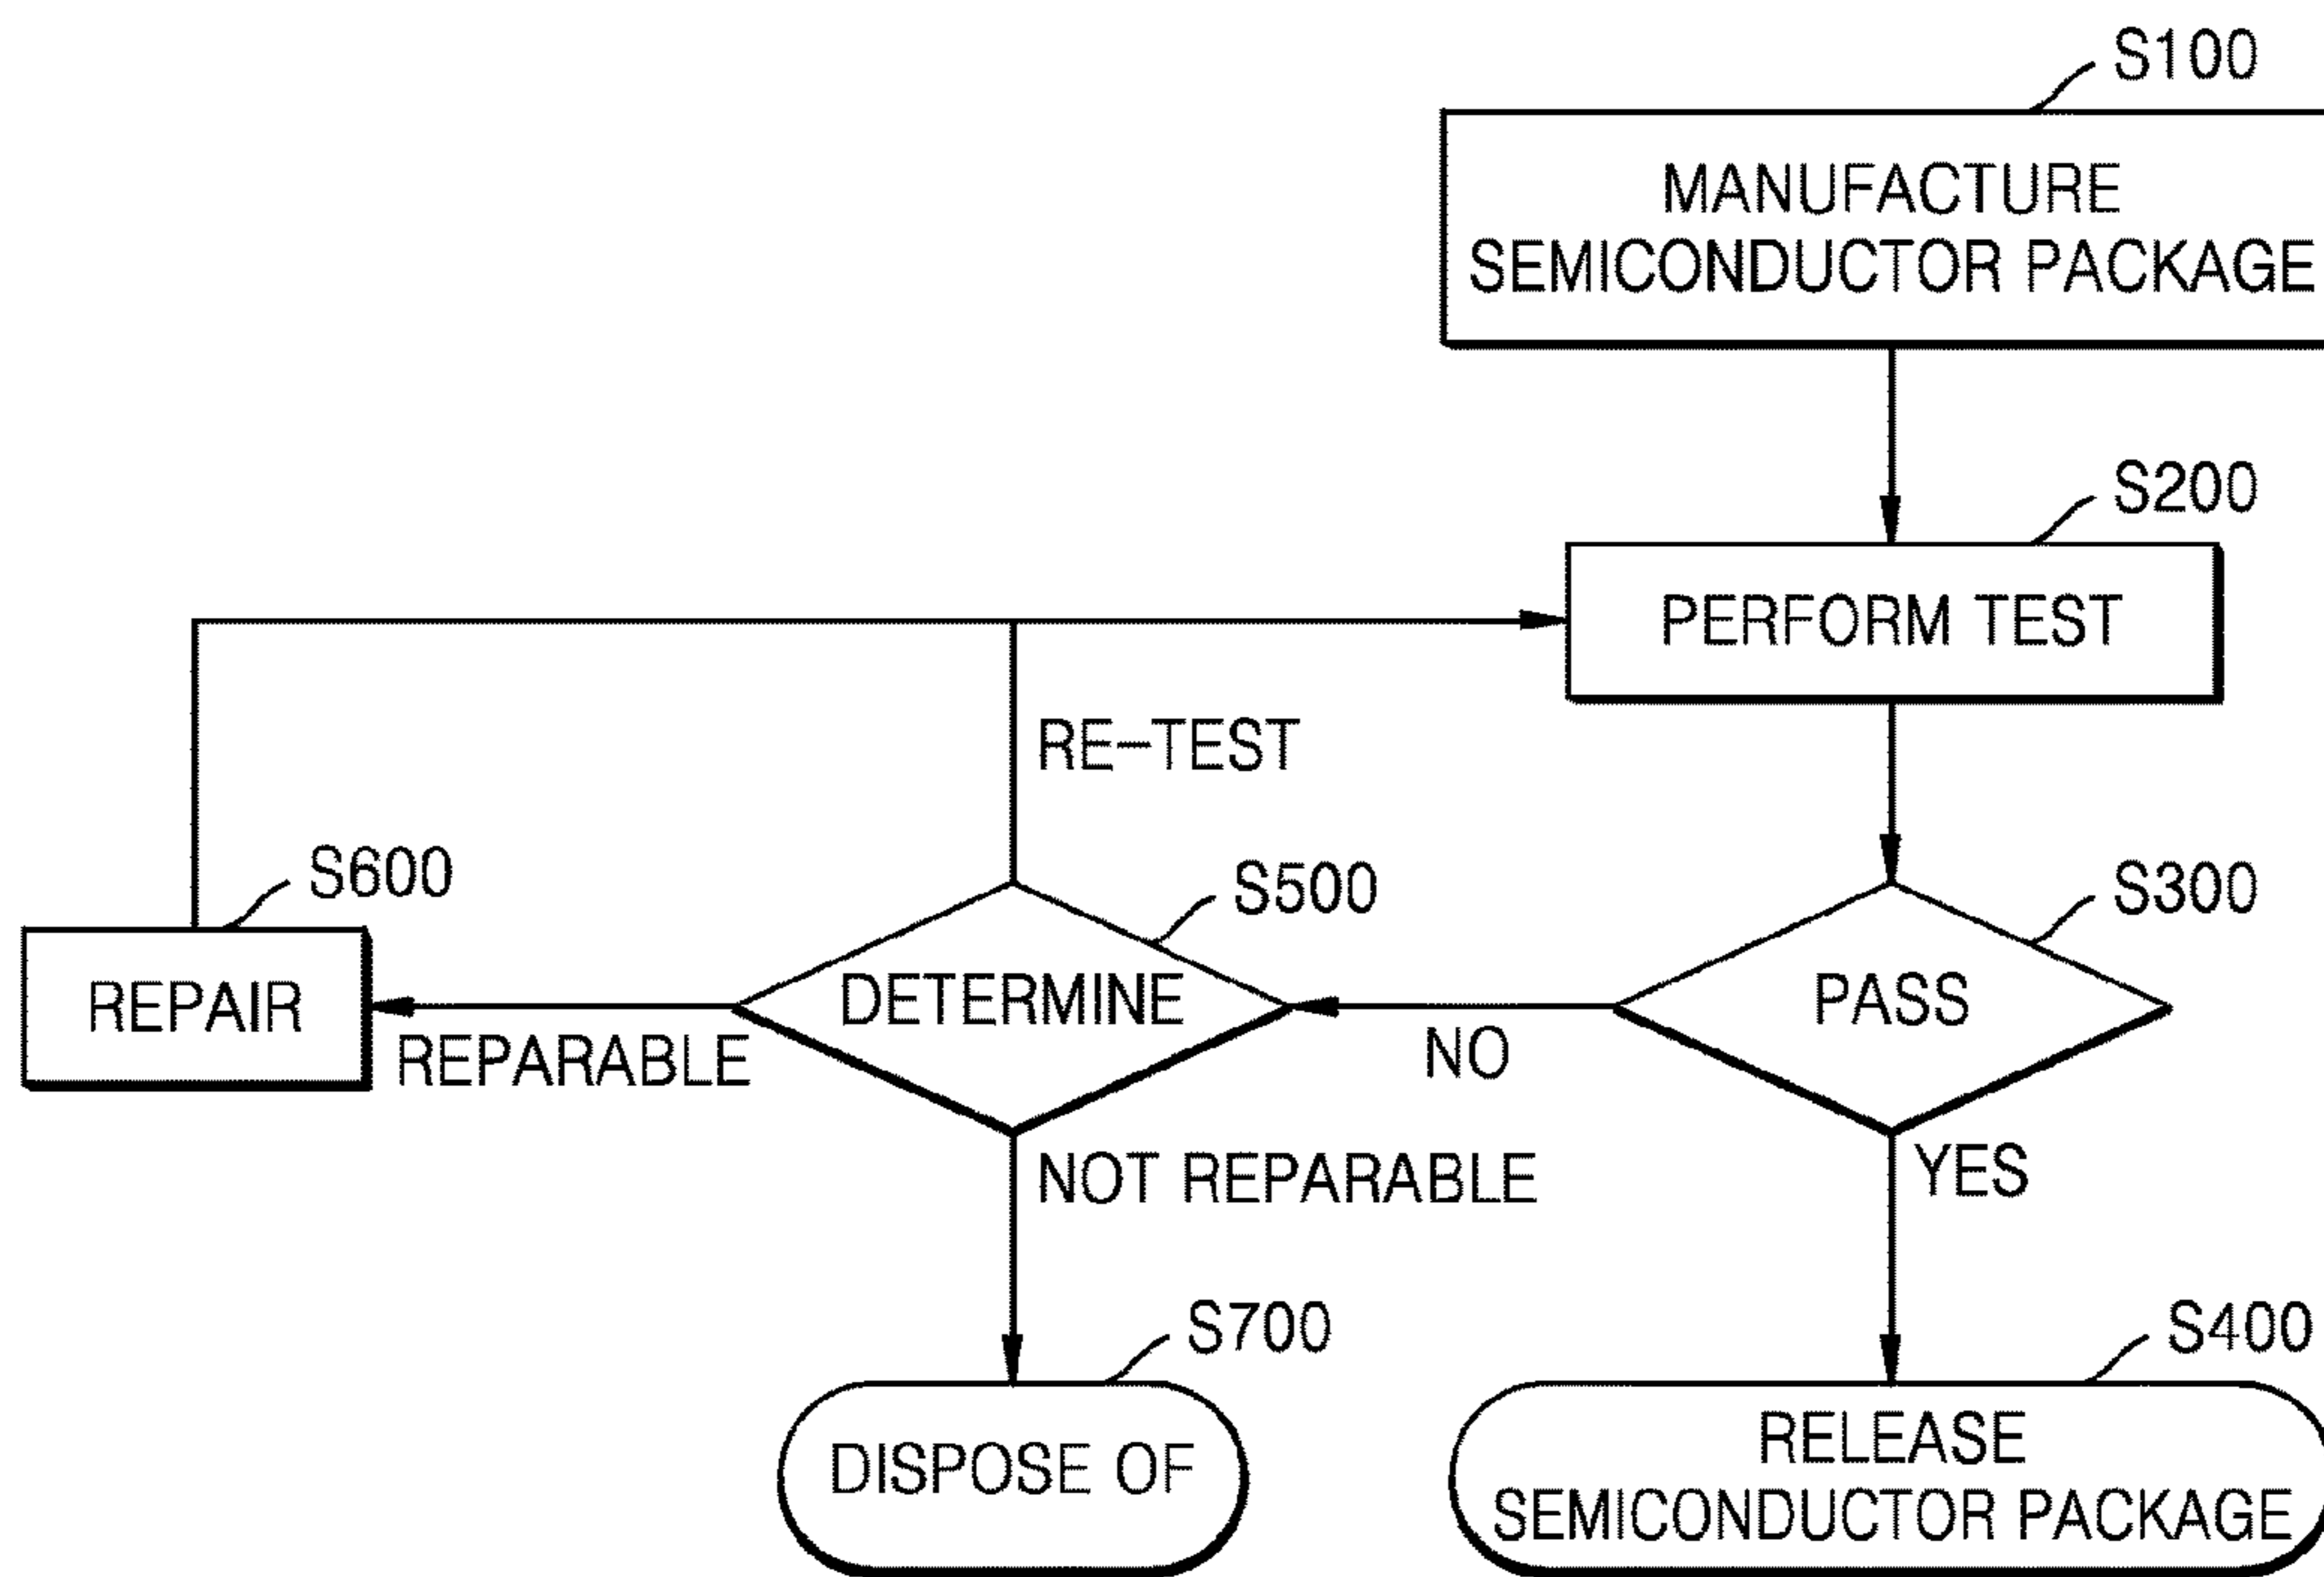 S100
MANUFACTURE
SEMICONDUCTOR PACKAGE
S200
PERFORM TEST
RE-TEST
S600
S500
S300
REPAIR
DETERMINE
PASS
REPARABLE
NO
NOT REPARABLE
YES
S700
S400
DISPOSE OF
RELEASE
SEMICONDUCTOR PACKAGE